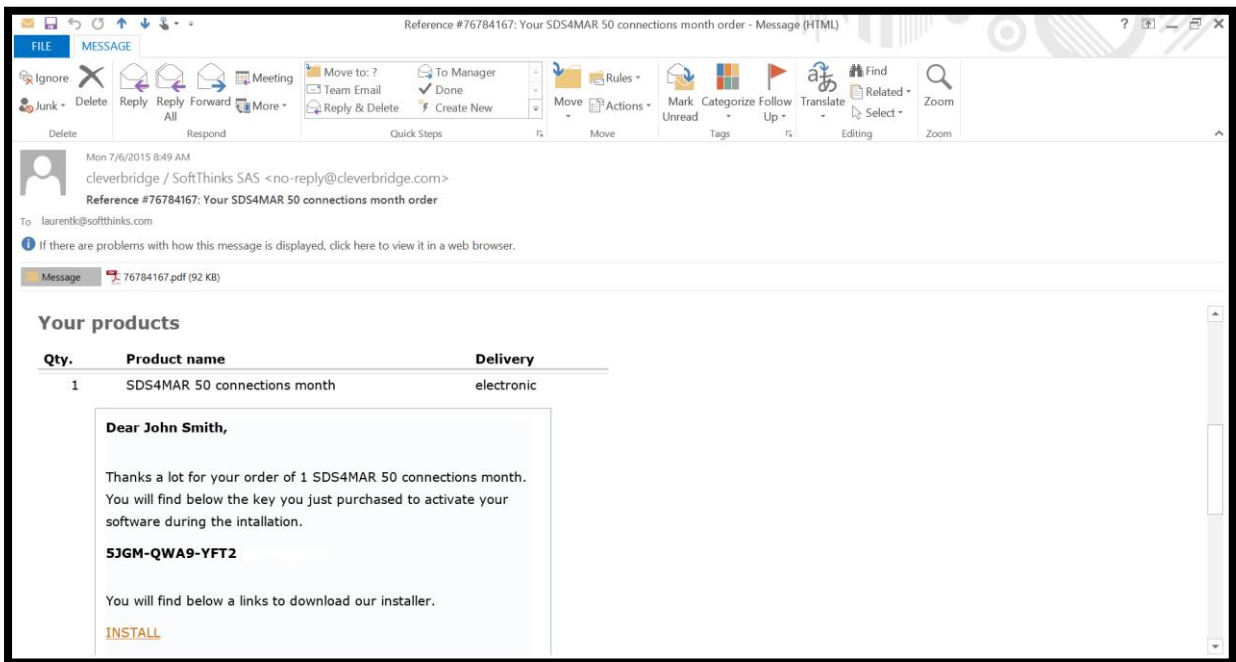 Reference #76784167: Your SDS4MAR 50 connections month order - Message (HTML)
FILE MESSAGE
Ignore
Junk
Delete
Reply
Reply All
Forward
Meeting
More
Move to: ?
Team Email
Reply & Delete
To Manager
Done
Create New
Move
Rules
Actions
Mark Unread
Categorize
Follow Up
Translate
Find
Related
Select
Zoom
Delete Respond Quick Steps Move Tags Editing Zoom
Mon 7/6/2015 8:49 AM
cleverbridge / SoftThinks SAS <no-reply@cleverbridge.com>
Reference #76784167: Your SDS4MAR 50 connections month order
To laurentk@softthinks.com
If there are problems with how this message is displayed, click here to view it in a web browser.
Message 76784167.pdf (92 KB)
Your products
Qty. Product name Delivery
1 SDS4MAR 50 connections month electronic
Dear John Smith,
Thanks a lot for your order of 1 SDS4MAR 50 connections month.
You will find below the key you just purchased to activate your
software during the intallation.
5JGM-QWA9-YFT2
You will find below a links to download our installer.
INSTALL